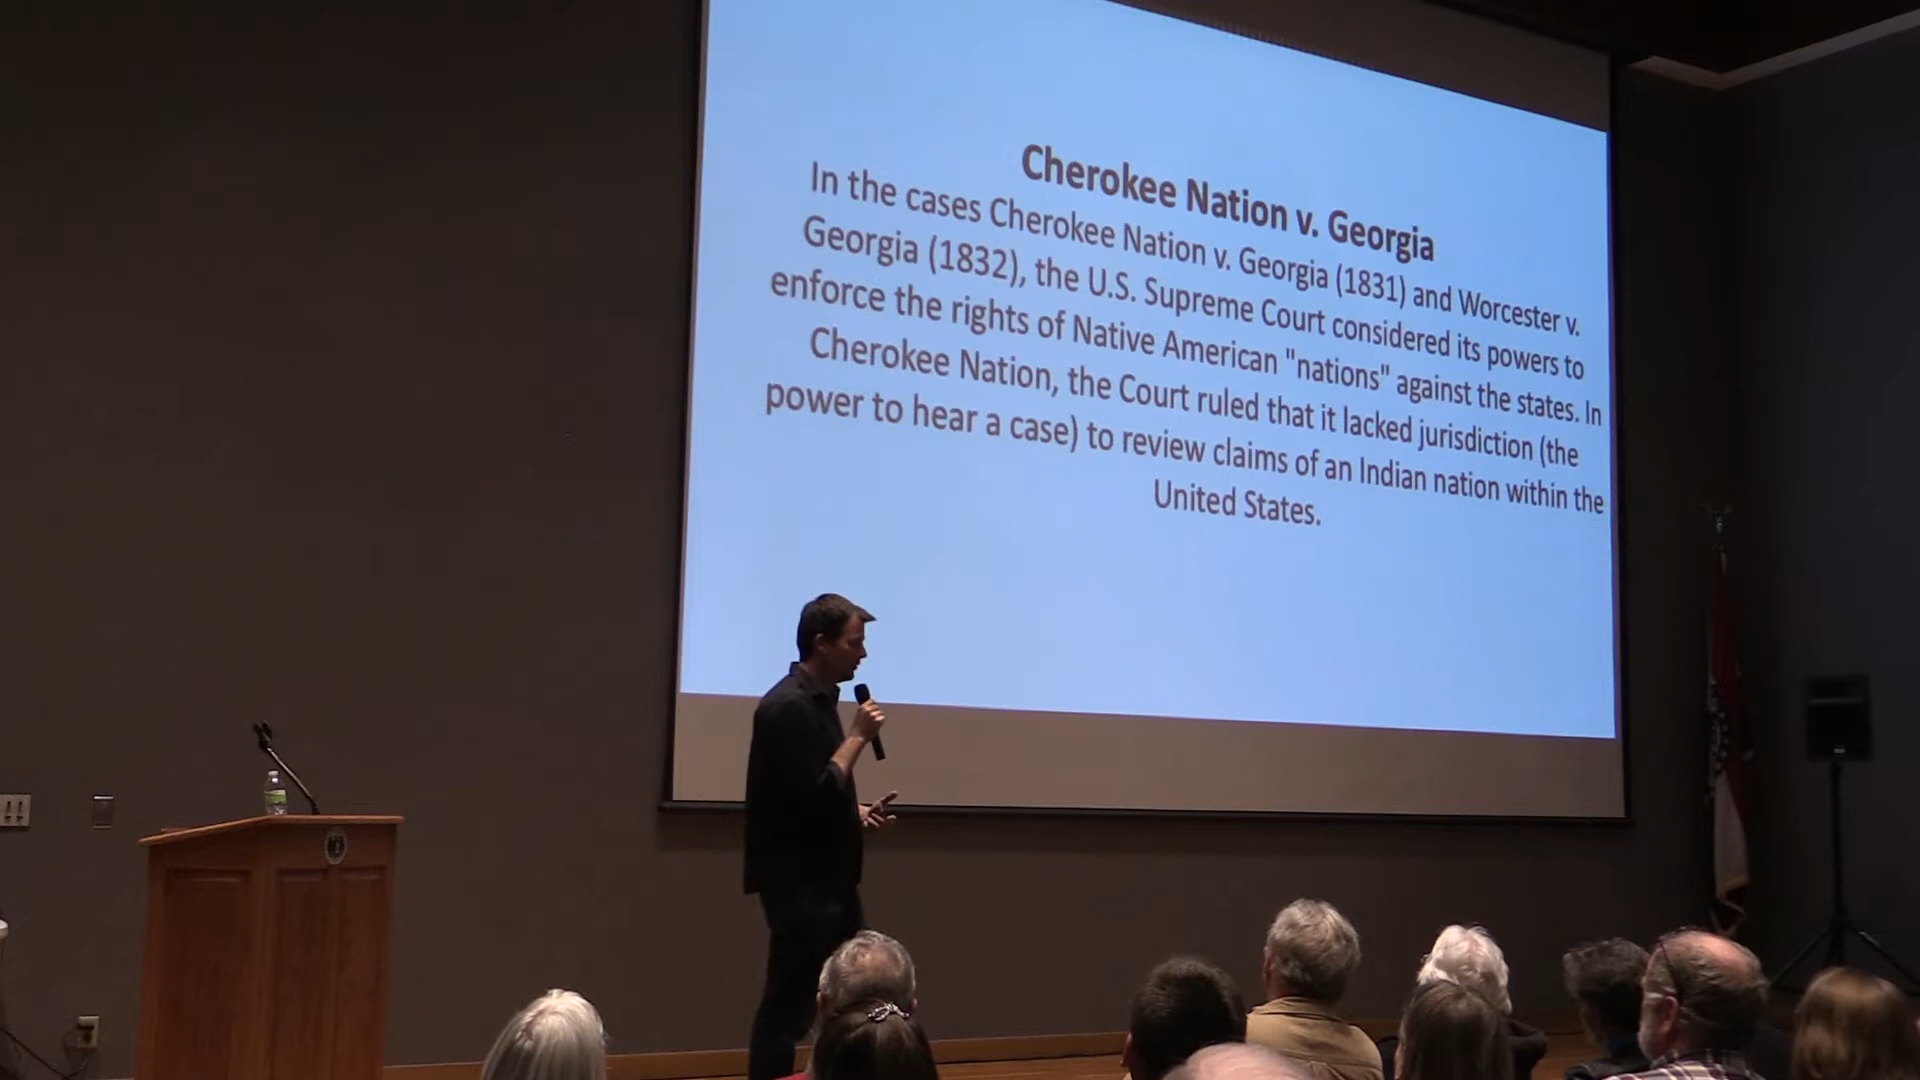 Cherokee Nation v. Georgia
In the cases Cherokee Nation v. Georgia (1831) and Worcester v.
Georgia (1832), the U.S. Supreme Court considered its powers to
enforce the rights of Native American "nations" against the states. In
Cherokee Nation, the Court ruled that it lacked jurisdiction (the
power to hear a case) to review claims of an Indian nation within the
United States.